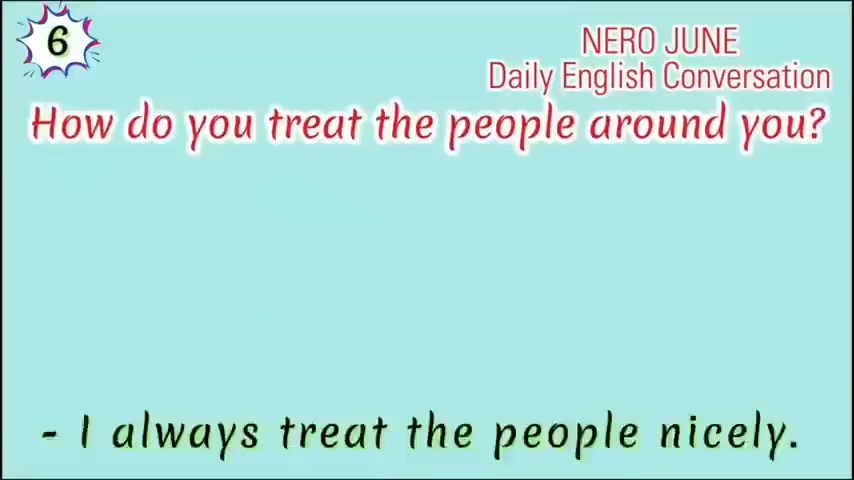 6
NERO JUNE
Daily English Conversation
How do you treat the people around you?
- I always treat the people nicely.